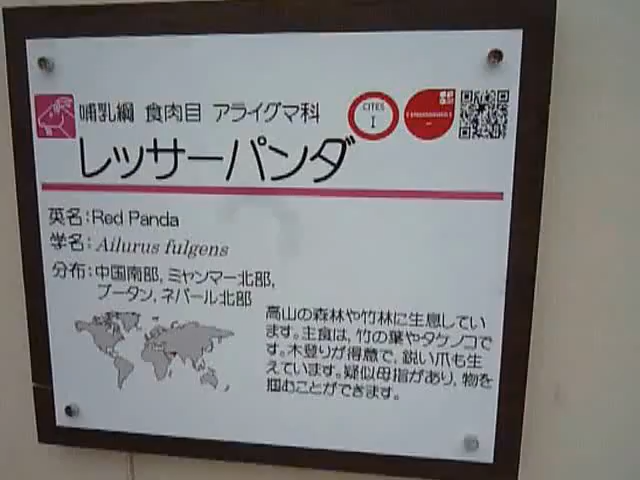 哺乳綱 食肉目 アライグマ科
CITES
I
レッサーパンダ
英名:Red Panda
学名:Ailurus fulgens
分布:中国南部,ミャンマー北部,
ブータン,ネパール北部
高山の森林や竹林に生息してい
ます。主食は,竹の葉やタケノコで
す。木登りが得意で,鋭い爪も生
えています。疑似母指があり,物を
掴むことができます。